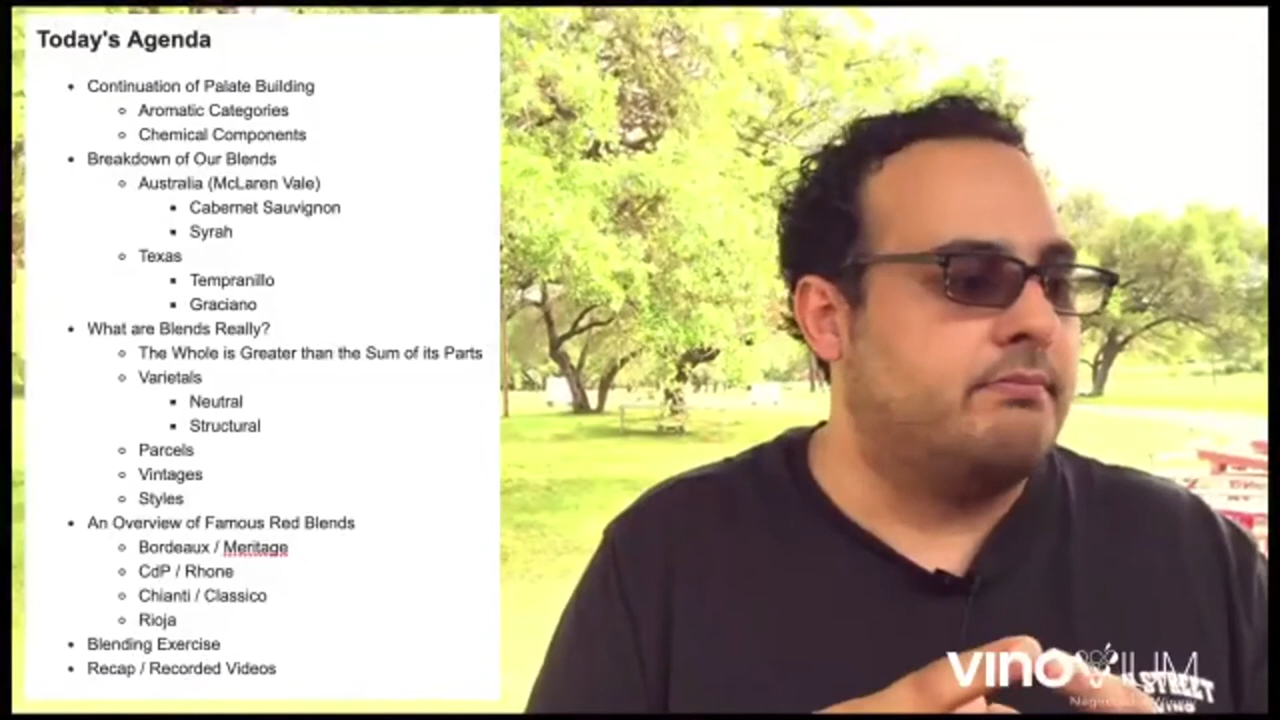 Today's Agenda
Continuation of Palate Building
Aromatic Categories
Chemical Components
Breakdown of Our Blends
Australia (McLaren Vale)
Cabernet Sauvignon
Syrah
Texas
Tempranillo
Graciano
What are Blends Really?
The Whole is Greater than the Sum of its Parts
Varietals
Neutral
Structural
Parcels
Vintages
Styles
An Overview of Famous Red Blends
Bordeaux / Meritage
CdP / Rhone
Chianti / Classico
Rioja
Blending Exercise
Recap / Recorded Videos
vinoVIUM
STREET